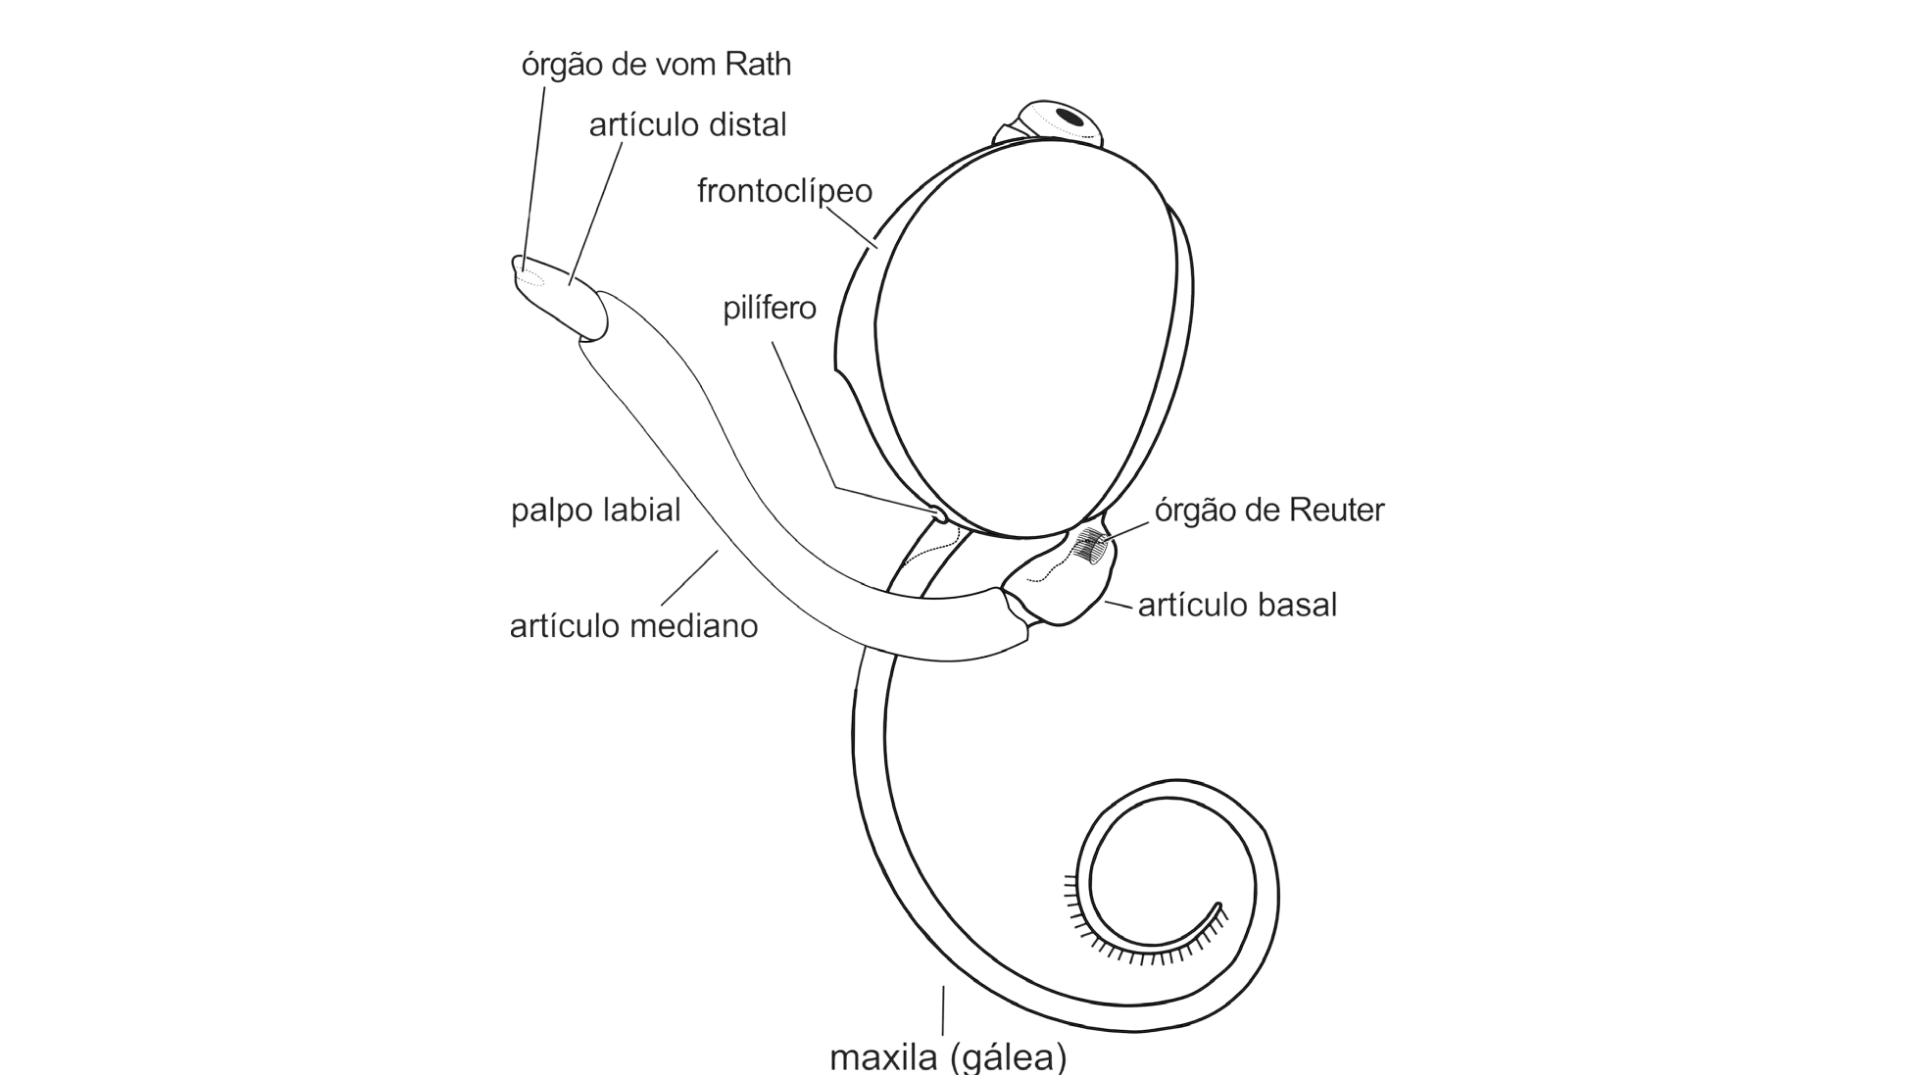 órgão de vom Rath
artículo distal
frontoclípeo
pilífero
palpo labial
órgão de Reuter
artículo basal
artículo mediano
maxila (gálea)